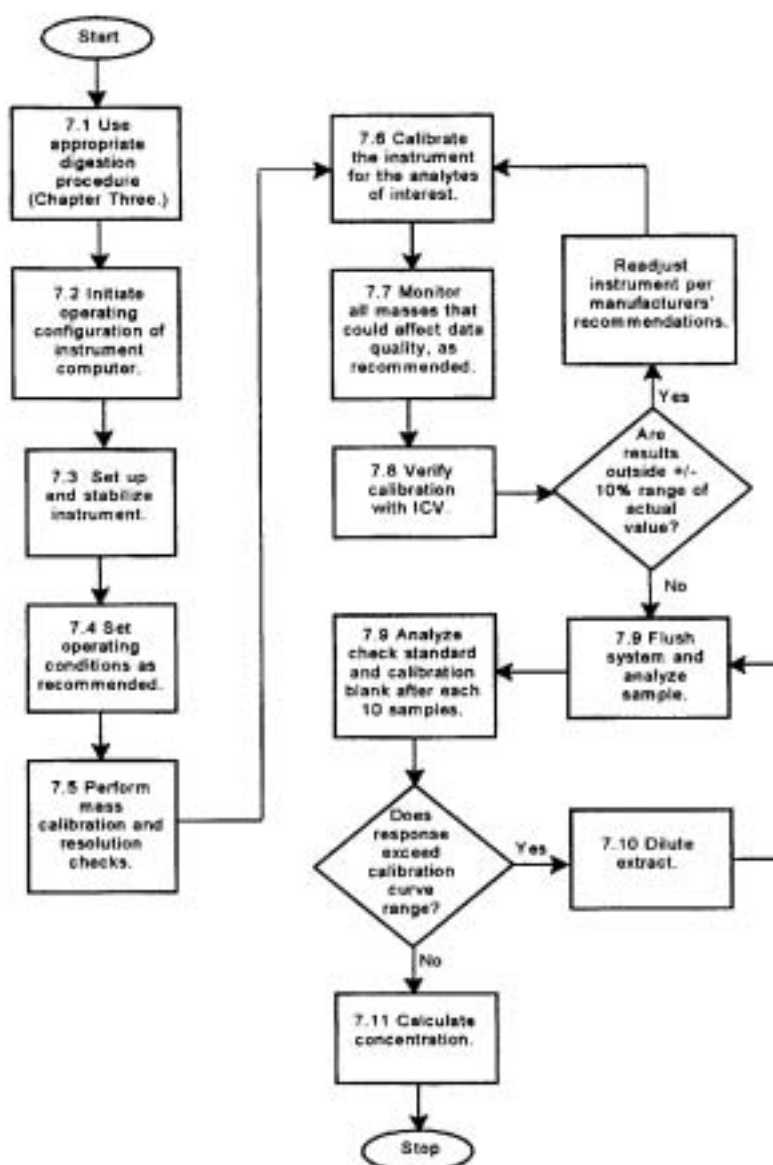 Start
7.1 Use
appropriate
digestion
procedure
(Chapter Three.)
7.2 Initiate
operating
configuration of
instrument
computer.
7.3 Set up
and stabilize
instrument.
7.4 Set
operating
conditions as
recommended.
7.5 Perform
mass
calibration and
resolution
checks.
7.6 Calibrate
the instrument
for the analytes
of interest.
7.7 Monitor
all masses that
could affect data
quality, as
recommended.
7.8 Verify
calibration
with ICV.
Are
results
outside +/-
10% range of
actual
value?
Yes
Readjust
instrument per
manufacturers'
recommendations.
No
7.9 Flush
system and
analyze
sample.
7.9 Analyze
check standard
and calibration
blank after each
10 samples.
Does
response
exceed
calibration
curve
range?
Yes
7.10 Dilute
extract.
No
7.11 Calculate
concentration.
Stop